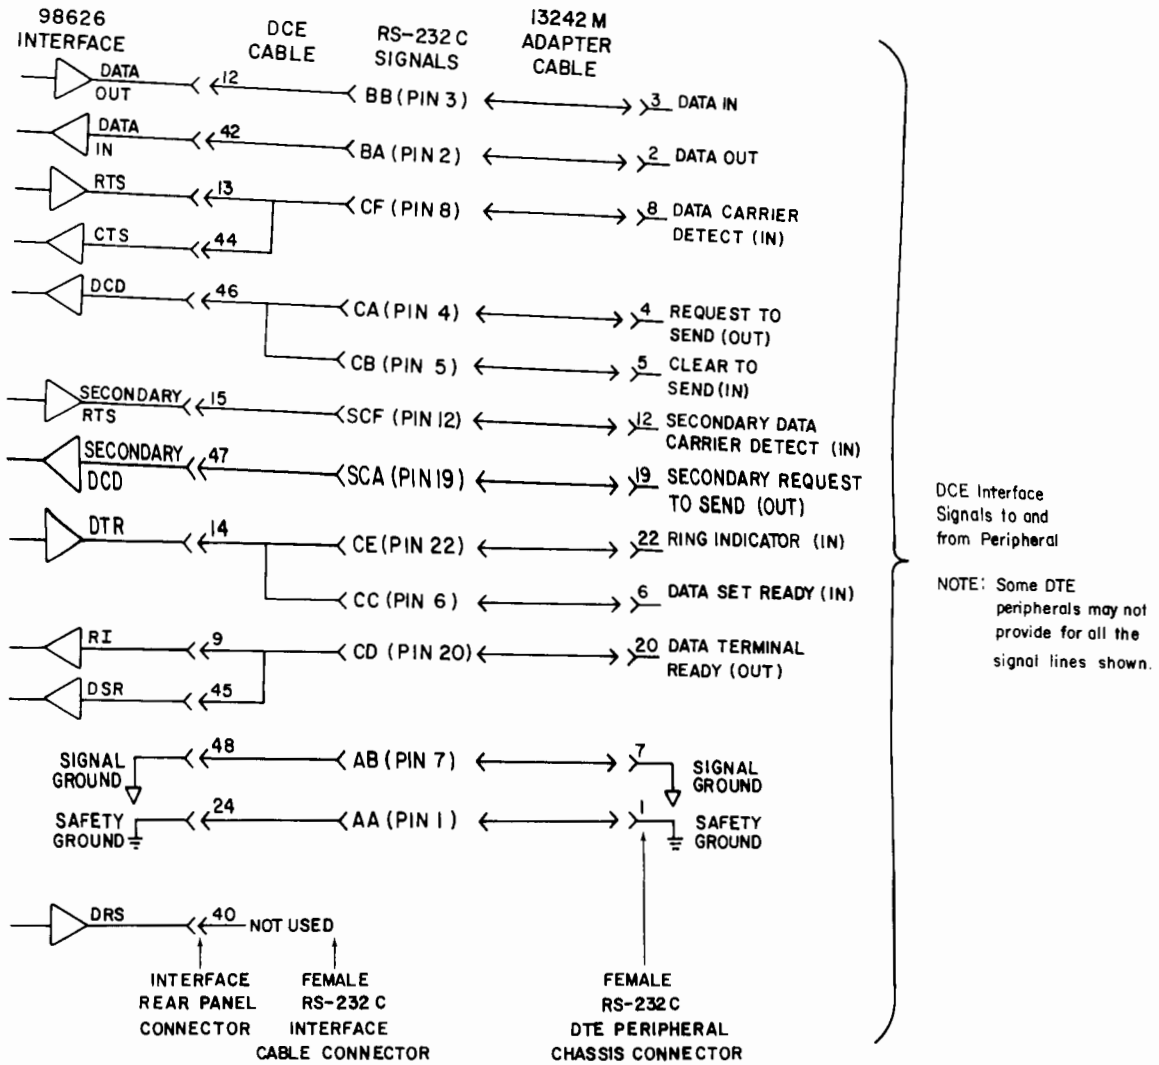 98626
INTERFACE
DCE
CABLE
RS-232 C
SIGNALS
13242 M
ADAPTER
CABLE
DATA
OUT
12
BB (PIN 3)
3
DATA IN
DATA
IN
42
BA (PIN 2)
2
DATA OUT
RTS
13
CF (PIN 8)
8
DATA CARRIER
DETECT (IN)
CTS
44
DCD
46
CA (PIN 4)
4
REQUEST TO
SEND (OUT)
CB (PIN 5)
5
CLEAR TO
SEND (IN)
SECONDARY
RTS
15
SCF (PIN 12)
12
SECONDARY DATA
CARRIER DETECT (IN)
SECONDARY
DCD
47
SCA (PIN 19)
19
SECONDARY REQUEST
TO SEND (OUT)
DTR
14
CE (PIN 22)
22
RING INDICATOR (IN)
CC (PIN 6)
6
DATA SET READY (IN)
RI
9
CD (PIN 20)
20
DATA TERMINAL
READY (OUT)
DSR
45
SIGNAL
GROUND
48
AB (PIN 7)
7
SIGNAL
GROUND
SAFETY
GROUND
24
AA (PIN 1)
1
SAFETY
GROUND
DRS
40
NOT USED
INTERFACE
REAR PANEL
CONNECTOR
FEMALE
RS-232 C
INTERFACE
CABLE CONNECTOR
FEMALE
RS-232C
DTE PERIPHERAL
CHASSIS CONNECTOR
DCE Interface
Signals to and
from Peripheral
NOTE: Some DTE
peripherals may not
provide for all the
signal lines shown.